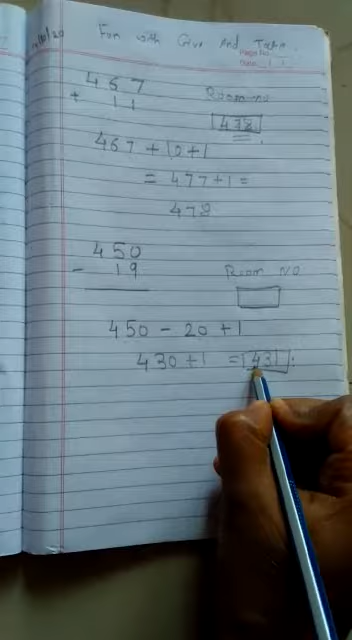 Fun with Give And Take.
Page No.
Date
467
+ 11
Room no
478
467 + 10 + 1
= 477 + 1 =
478
450
- 19
Room No
450 - 20 + 1
430 + 1 = 431